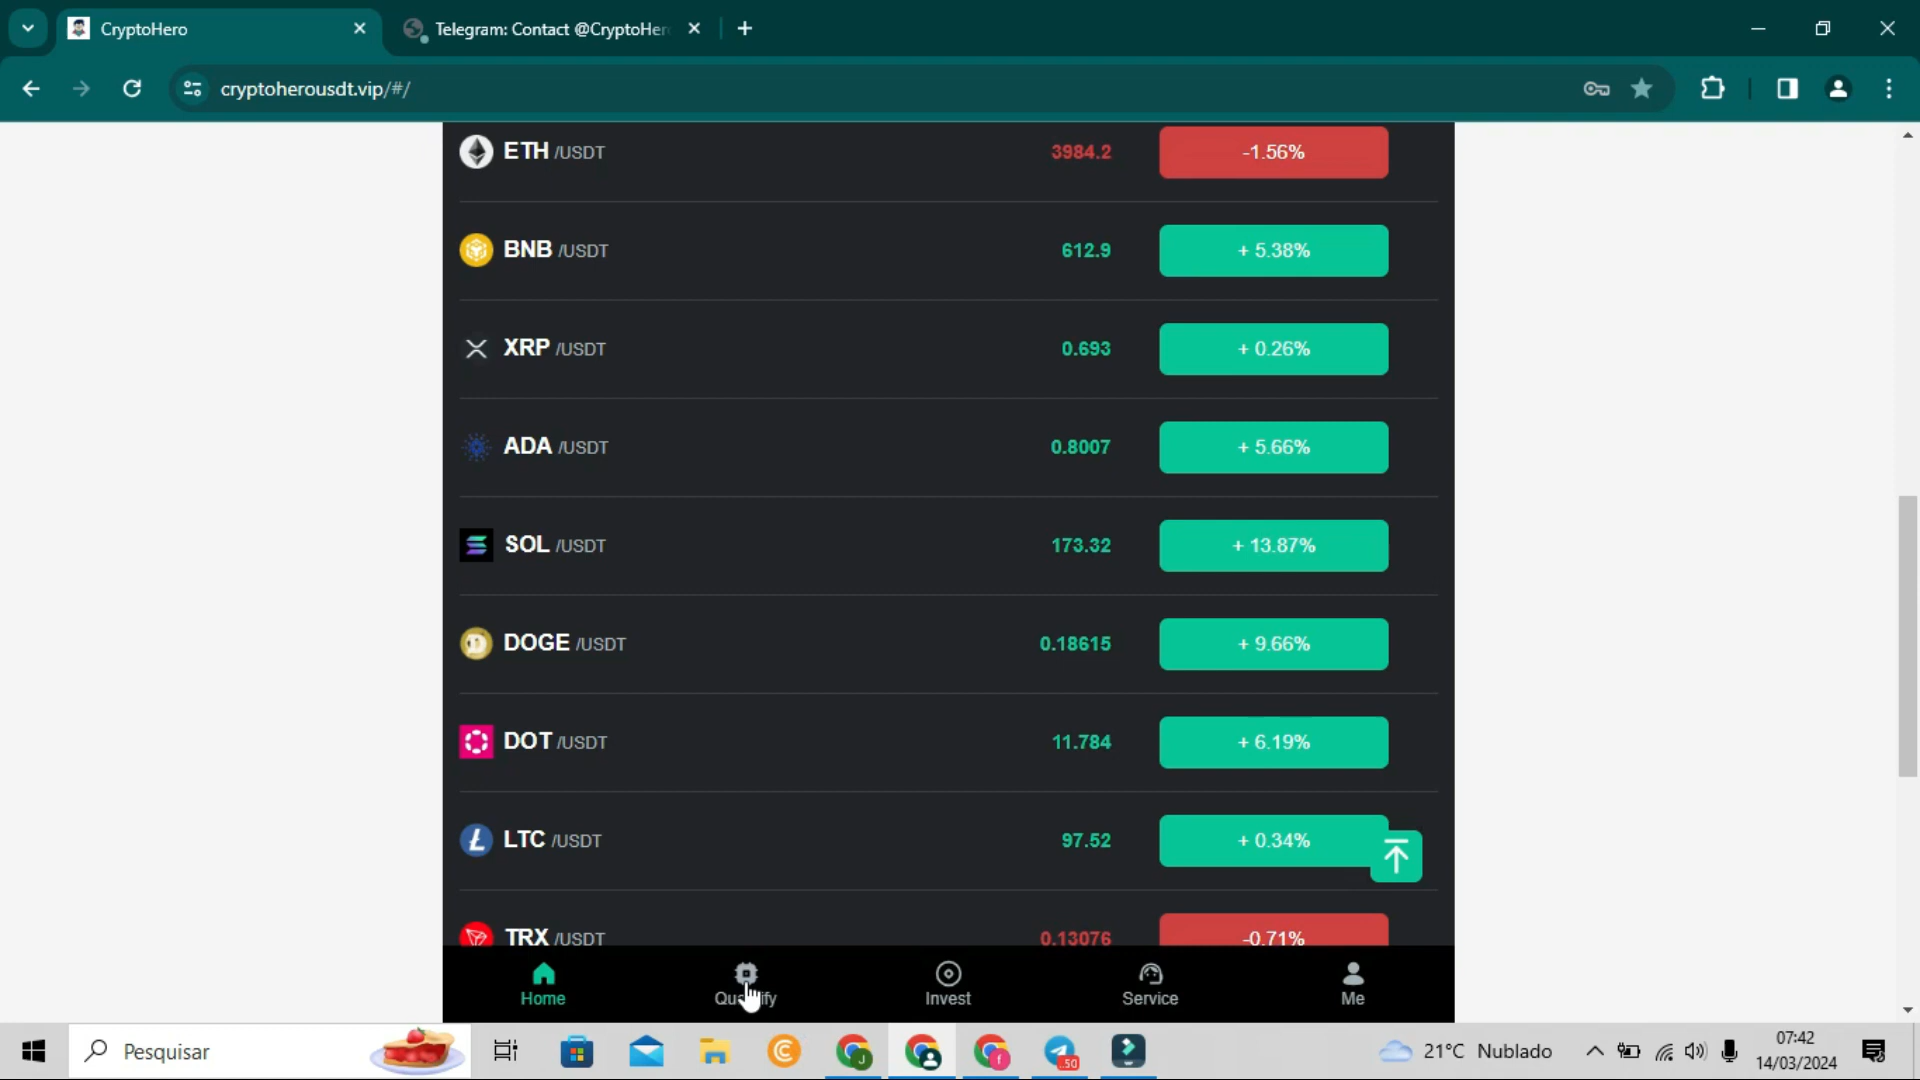 CryptoHero
Telegram: Contact @CryptoHer
cryptoherousdt.vip/#/
ETH /USDT 3984.2 -1.56%
BNB /USDT 612.9 + 5.38%
XRP /USDT 0.693 + 0.26%
ADA /USDT 0.8007 + 5.66%
SOL /USDT 173.32 + 13.87%
DOGE /USDT 0.18615 + 9.66%
DOT /USDT 11.784 + 6.19%
LTC /USDT 97.52 + 0.34%
TRX /USDT 0.13076 -0.71%
Home Quantify Invest Service Me
Pesquisar 50 21°C Nublado 07:42
14/03/2024